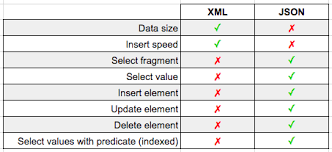 XML JSON
Data size ✓ ✗
Insert speed ✓ ✗
Select fragment ✗ ✓
Select value ✗ ✓
Insert element ✗ ✓
Update element ✗ ✓
Delete element ✗ ✓
Select values with predicate (indexed) ✗ ✓